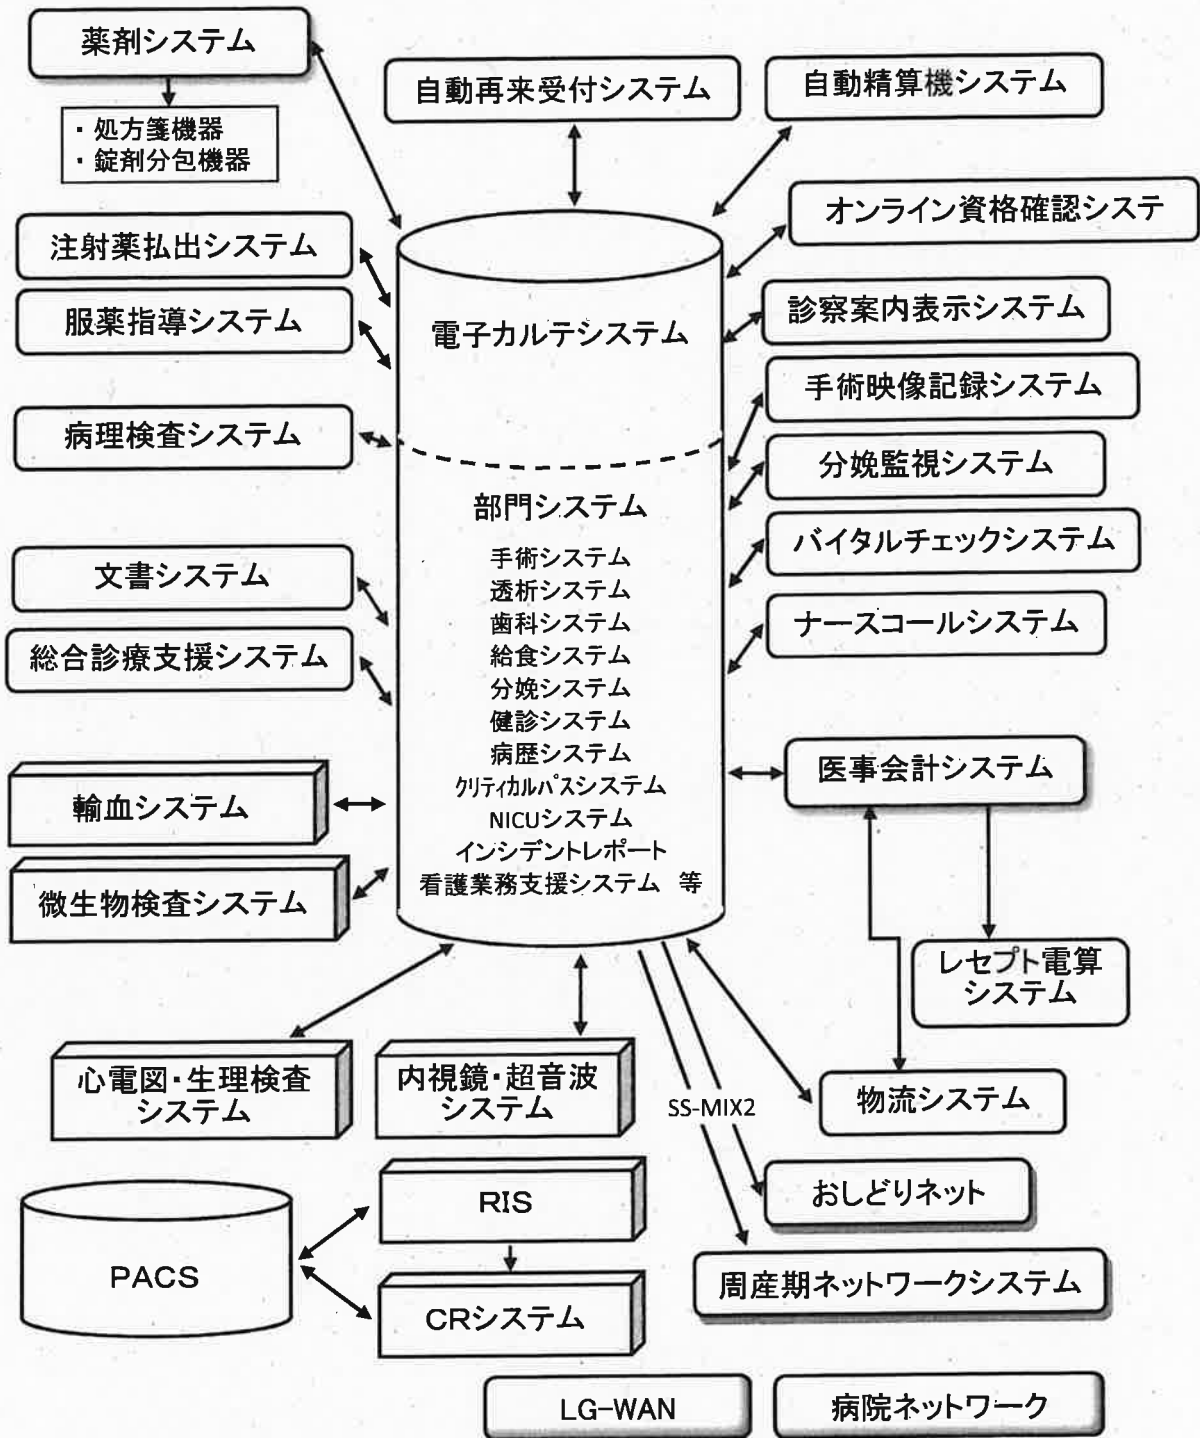 薬剤システム
・処方箋機器
・錠剤分包機器
自動再来受付システム
自動精算機システム
オンライン資格確認システ
注射薬払出システム
服薬指導システム
病理検査システム
電子カルテシステム
診察案内表示システム
手術映像記録システム
分娩監視システム
バイタルチェックシステム
ナースコールシステム
文書システム
総合診療支援システム
部門システム
手術システム
透析システム
歯科システム
給食システム
分娩システム
健診システム
病歴システム
クリティカルパスシステム
NICUシステム
インシデントレポート
看護業務支援システム 等
輸血システム
微生物検査システム
医事会計システム
レセプト電算
システム
心電図・生理検査
システム
内視鏡・超音波
システム
SS-MIX2
物流システム
おしどりネット
周産期ネットワークシステム
PACS
RIS
CRシステム
LG-WAN
病院ネットワーク